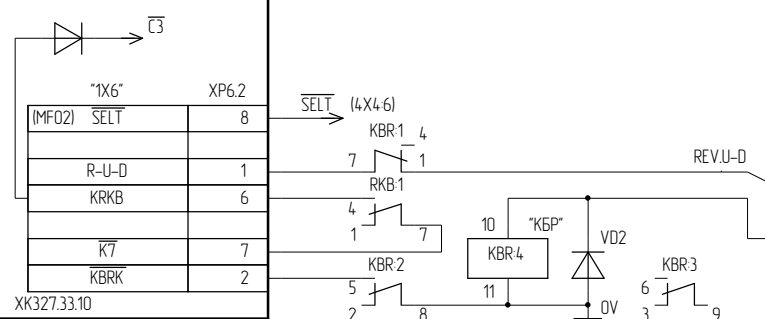 C3
"1X6" XP6.2
(MF02) SELT 8
SELT (4X4:6)
KBR:1 4
7 1
R-U-D 1
REV.U-D
RKB:1
KRKB 6
4
1 7
10 "КБР"
K7 7
VD2
KBR:2
KBR:4
KBR:3
KBRK 2
5
11
6
XK327.33.10
2 8
0V
3 9